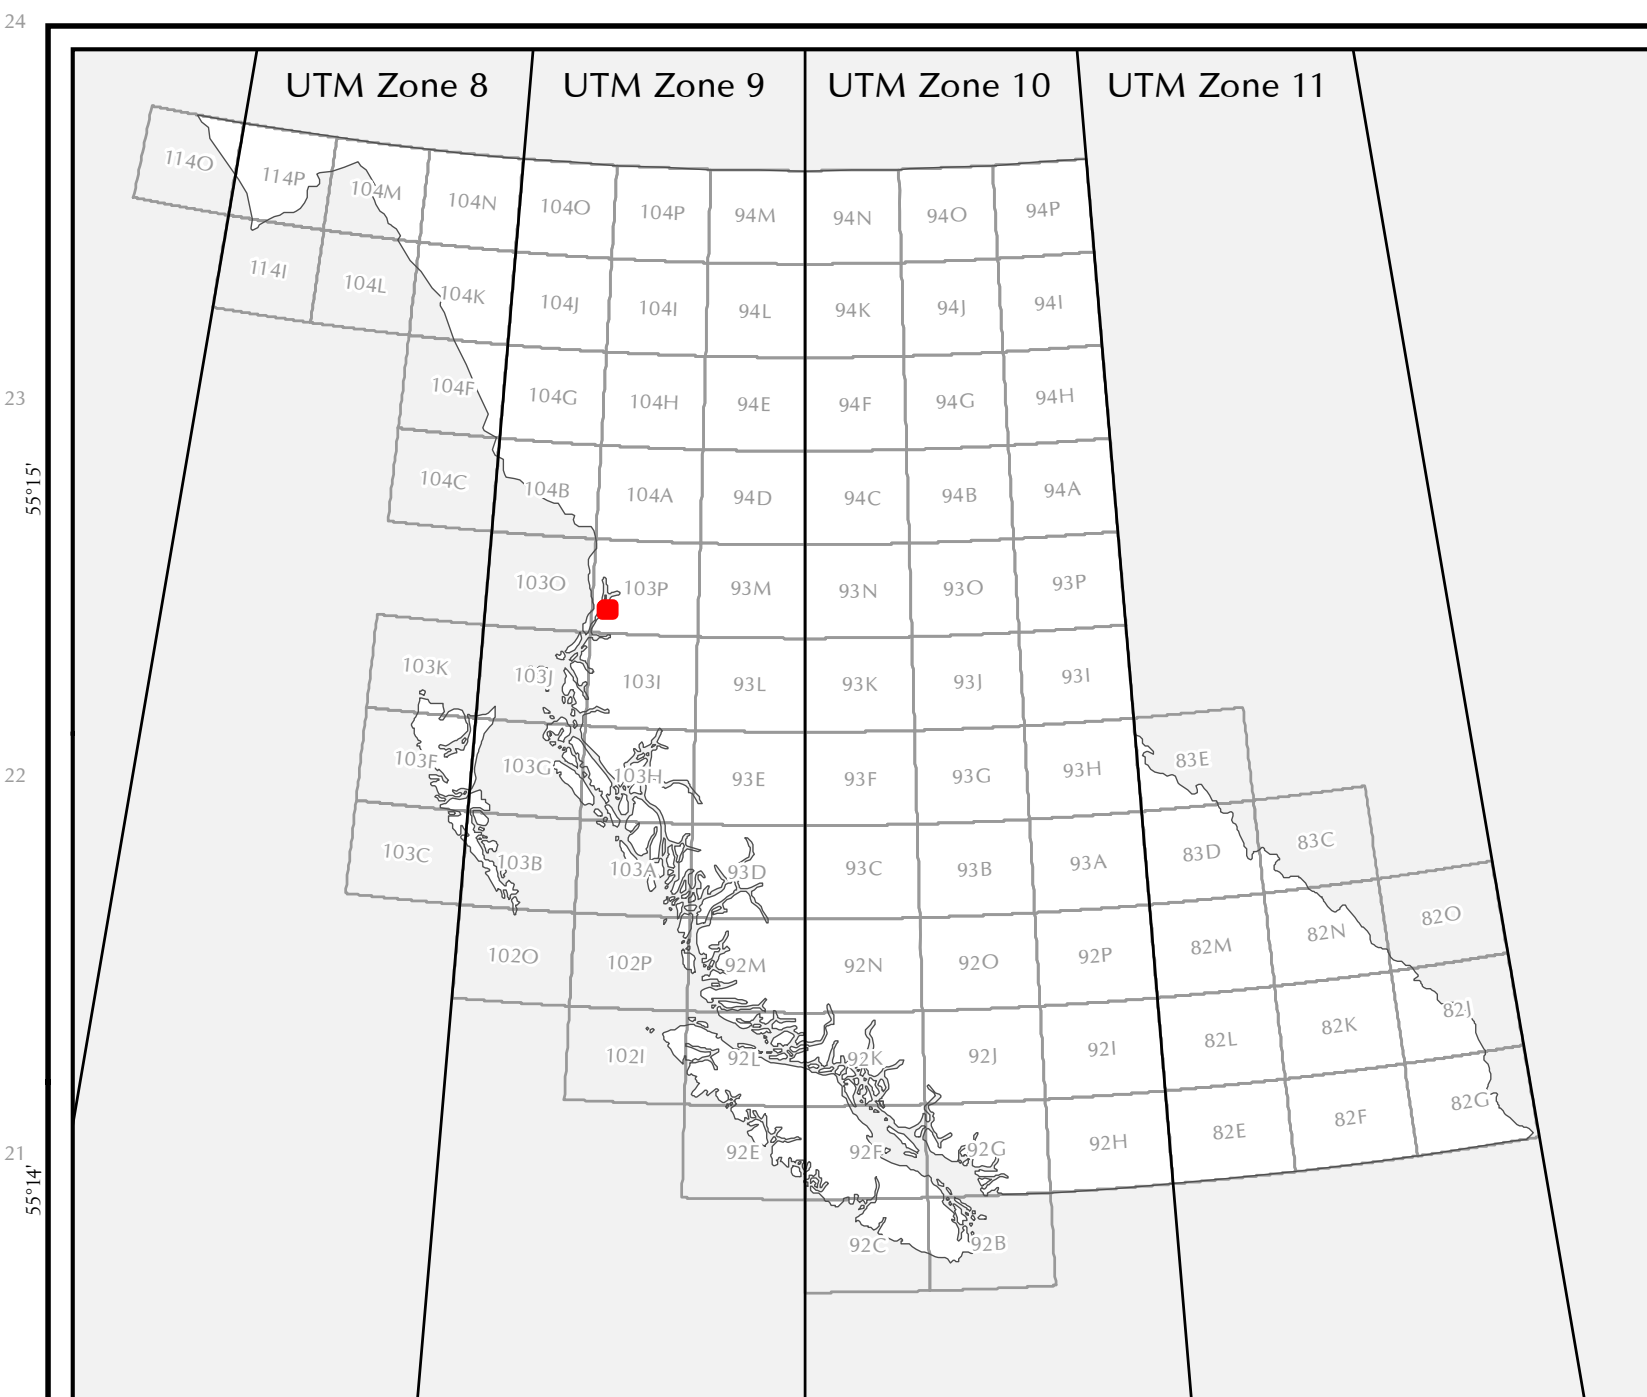 24
UTM Zone 8 UTM Zone 9 UTM Zone 10 UTM Zone 11
114O 114P 104M 104N 104O 104P 94M 94N 94O 94P
114I 104L 104K 104J 104I 94L 94K 94J 94I
23
104F 104G 104H 94E 94F 94G 94H
55°15'
104C 104B 104A 94D 94C 94B 94A
103O 103P 93M 93N 93O 93P
103K 103J 103I 93L 93K 93J 93I
22
103F 103G 103H 93E 93F 93G 93H 83E
103C 103B 103A 93D 93C 93B 93A 83D 83C
102O 102P 92M 92N 92O 92P 82M 82N 82O
102I 92L 92K 92J 92I 82L 82K 82J
21
55°14'
92E 92F 92G 92H 82E 82F 82G
92C 92B